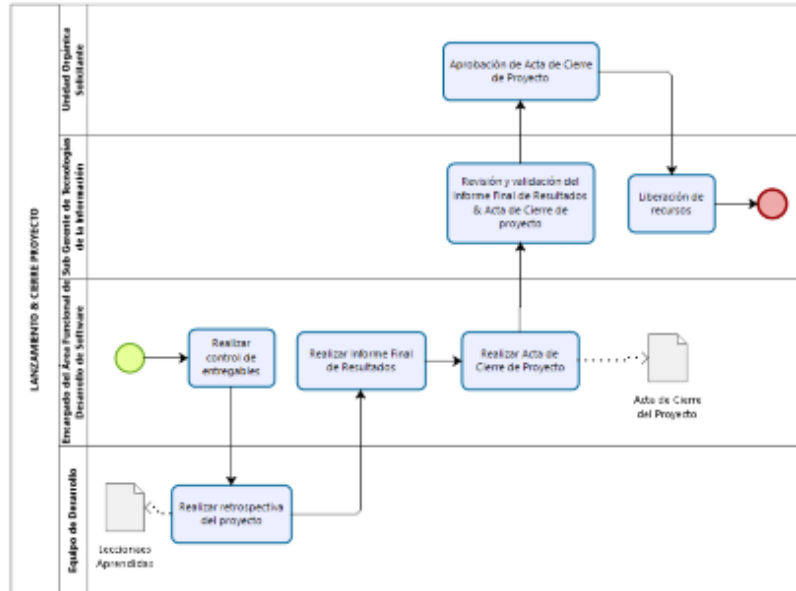 LANZAMIENTO & CIERRE PROYECTO
Unidad Orgánica
Solicitante
Aprobación de Acta de Cierre
de Proyecto
Sub Gerente de Tecnologías
de la Información
Revisión y validación del
Informe Final de Resultados
& Acta de Cierre de
proyecto
Liberación de
recursos
Encargado del Área Funcional de
Desarrollo de Software
Realizar
control de
entregables
Realizar Informe Final
de Resultados
Realizar Acta de
Cierre de Proyecto
Acta de Cierre
del Proyecto
Equipo de Desarrollo
Realizar retrospectiva
del proyecto
Lecciones
Aprendidas